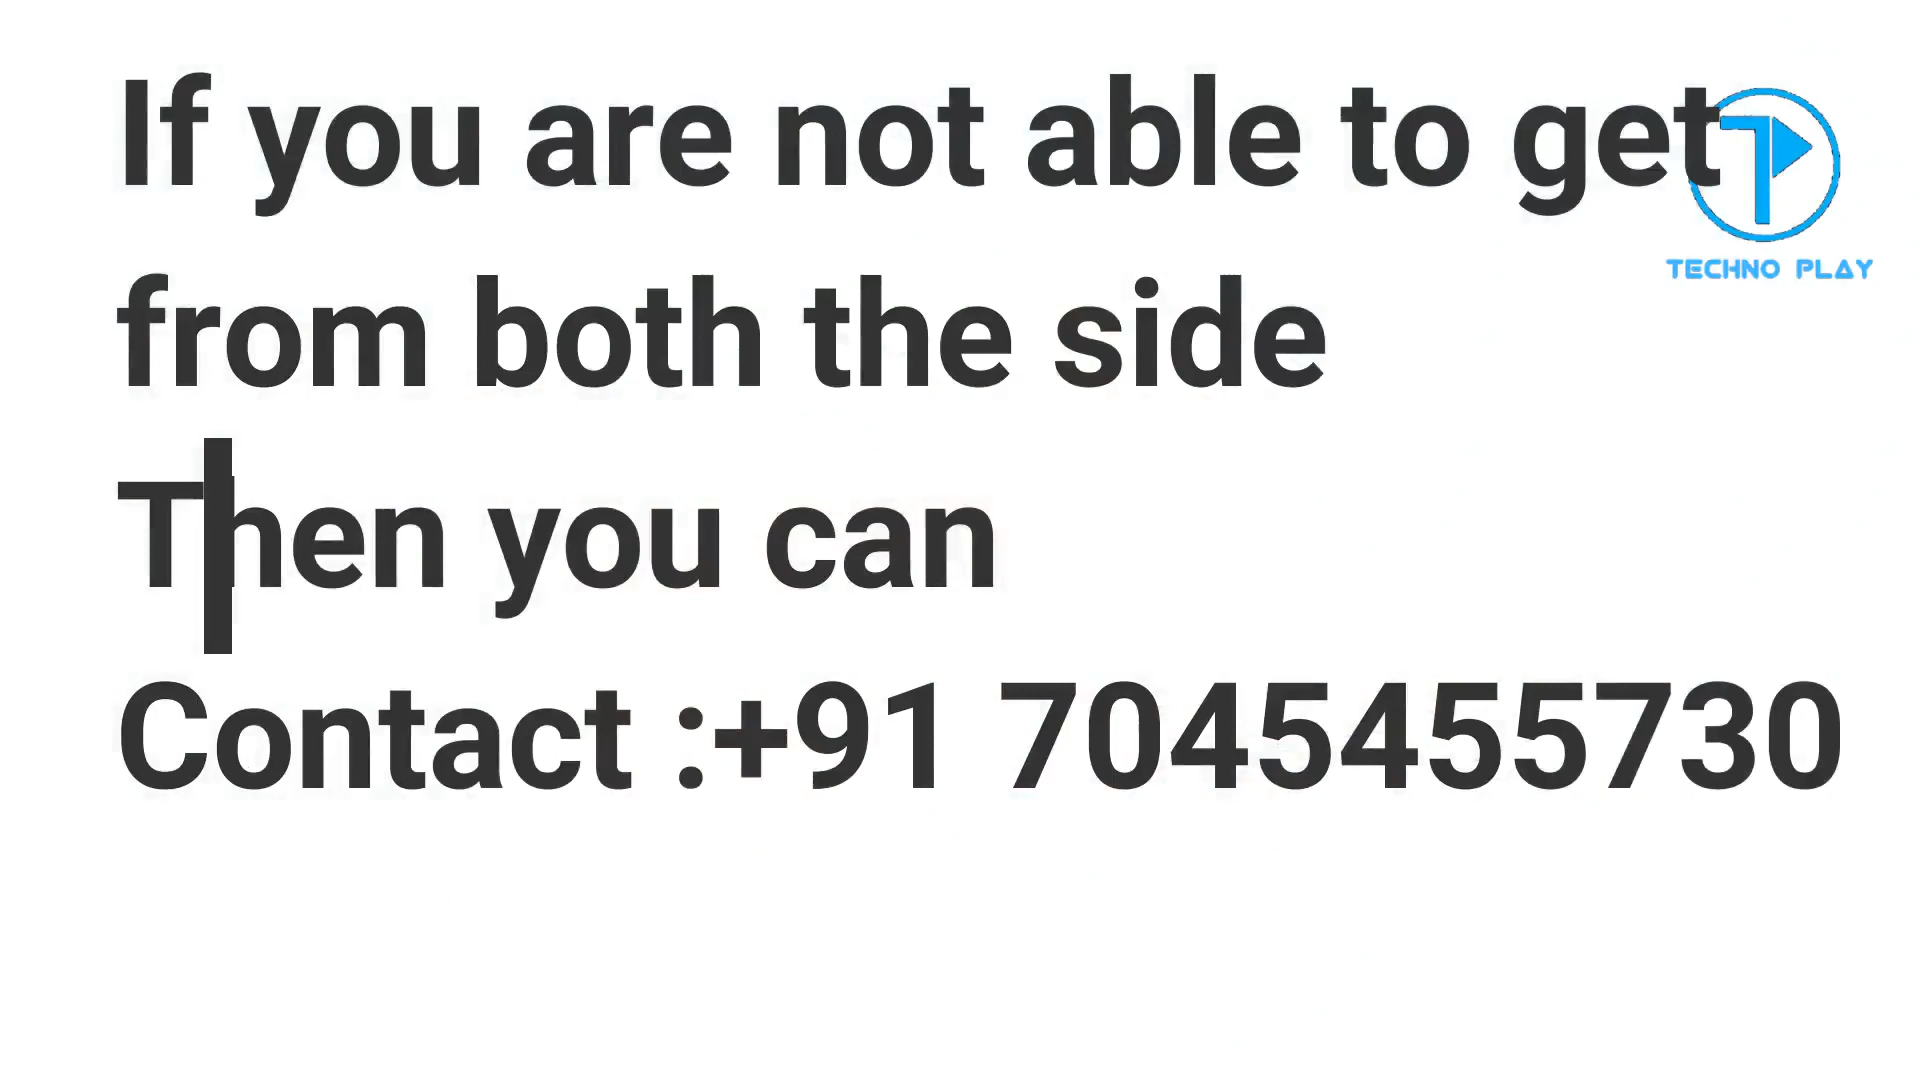 If you are not able to get
from both the side
Then you can
Contact :+91 7045455730
TECHNO PLAY